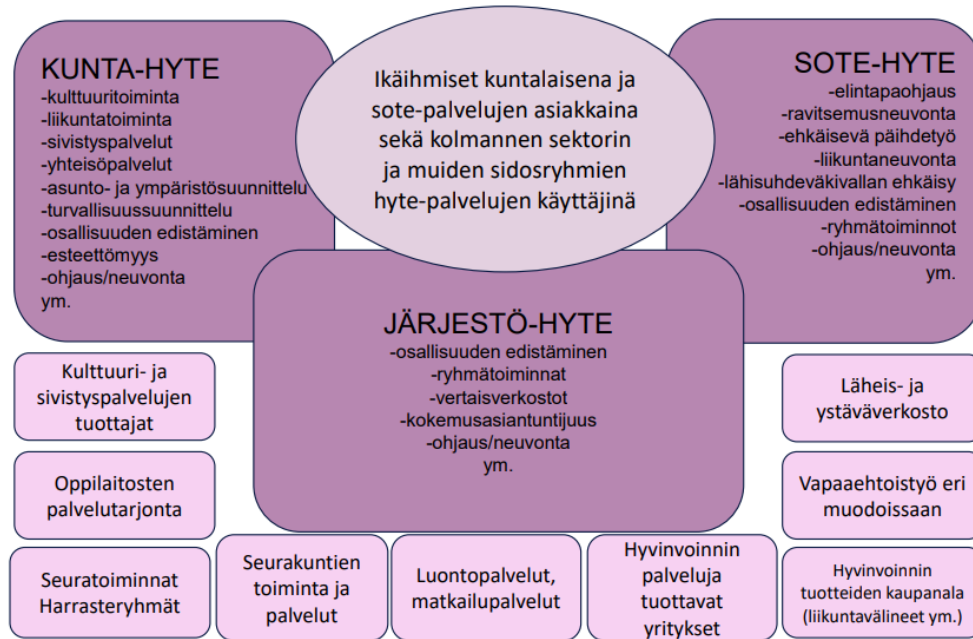 KUNTA-HYTE
-kulttuuritoiminta
-liikuntatoiminta
-sivistyspalvelut
-yhteisöpalvelut
-asunto- ja ympäristösuunnittelu
-turvallisuussuunnittelu
-osallisuuden edistäminen
-esteettömyys
-ohjaus/neuvonta
ym.
Ikäihmiset kuntalaisena ja
sote-palvelujen asiakkaina
sekä kolmannen sektorin
ja muiden sidosryhmien
hyte-palvelujen käyttäjinä
SOTE-HYTE
-elintapaohjaus
-ravitsemusneuvonta
-ehkäisevä päihdetyö
-liikuntaneuvonta
-lähisuhdeväkivallan ehkäisy
-osallisuuden edistäminen
-ryhmätoiminnot
-ohjaus/neuvonta
ym.
JÄRJESTÖ-HYTE
-osallisuuden edistäminen
-ryhmätoiminnat
-vertaisverkostot
-kokemusasiantuntijuus
-ohjaus/neuvonta
ym.
Kulttuuri- ja
sivistyspalvelujen
tuottajat
Läheis- ja
ystäväverkosto
Oppilaitosten
palvelutarjonta
Vapaaehtoistyö eri
muodoissaan
Seuratoiminnat
Harrasteryhmät
Seurakuntien
toiminta ja
palvelut
Luontopalvelut,
matkailupalvelut
Hyvinvoinnin
palveluja
tuottavat
yritykset
Hyvinvoinnin
tuotteiden kaupanala
(liikuntavälineet ym.)